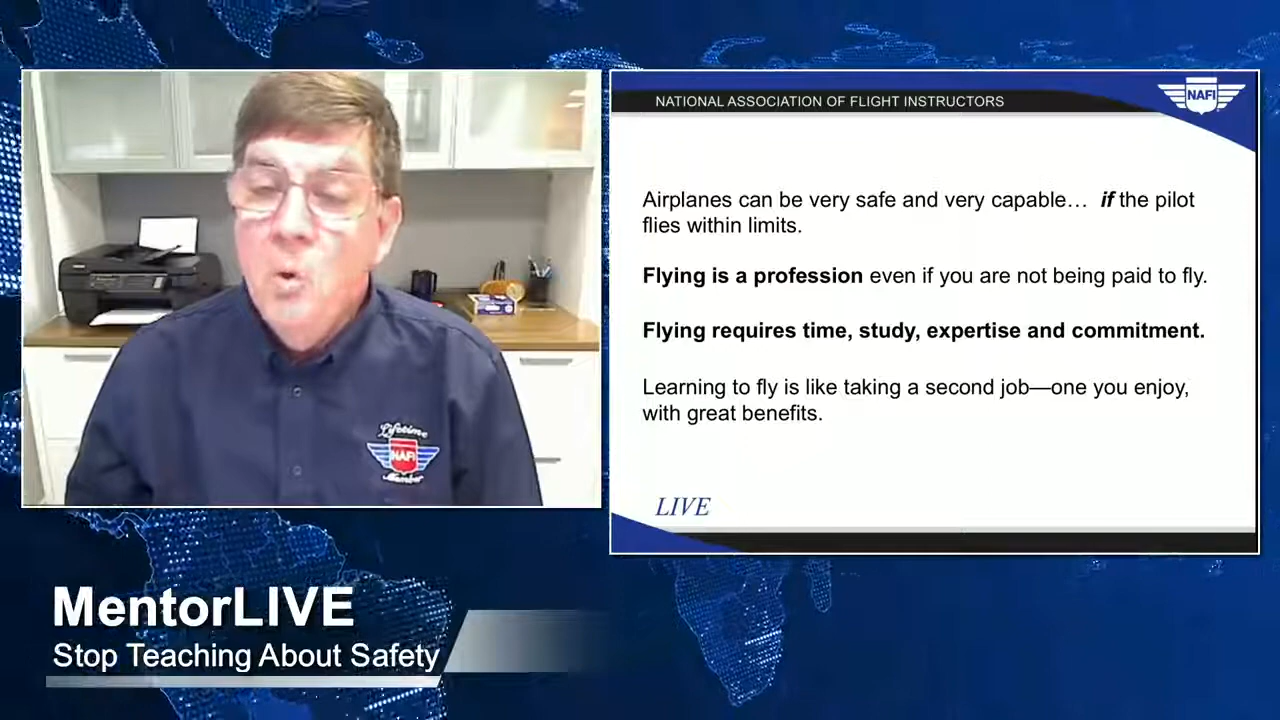 NATIONAL ASSOCIATION OF FLIGHT INSTRUCTORS
NAFI
Airplanes can be very safe and very capable… if the pilot
flies within limits.
Flying is a profession even if you are not being paid to fly.
Flying requires time, study, expertise and commitment.
Learning to fly is like taking a second job—one you enjoy,
with great benefits.
LIVE
Lifetime
NAFI
Member
MentorLIVE
Stop Teaching About Safety